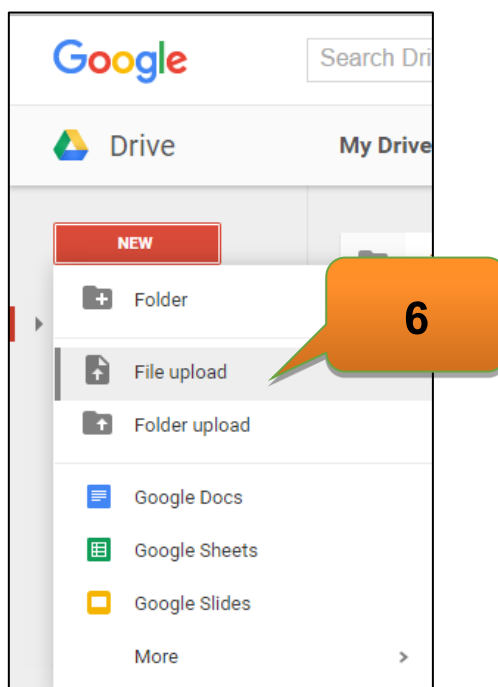 Google Search Dri
Drive My Drive
NEW
Folder
6
File upload
Folder upload
Google Docs
Google Sheets
Google Slides
More >